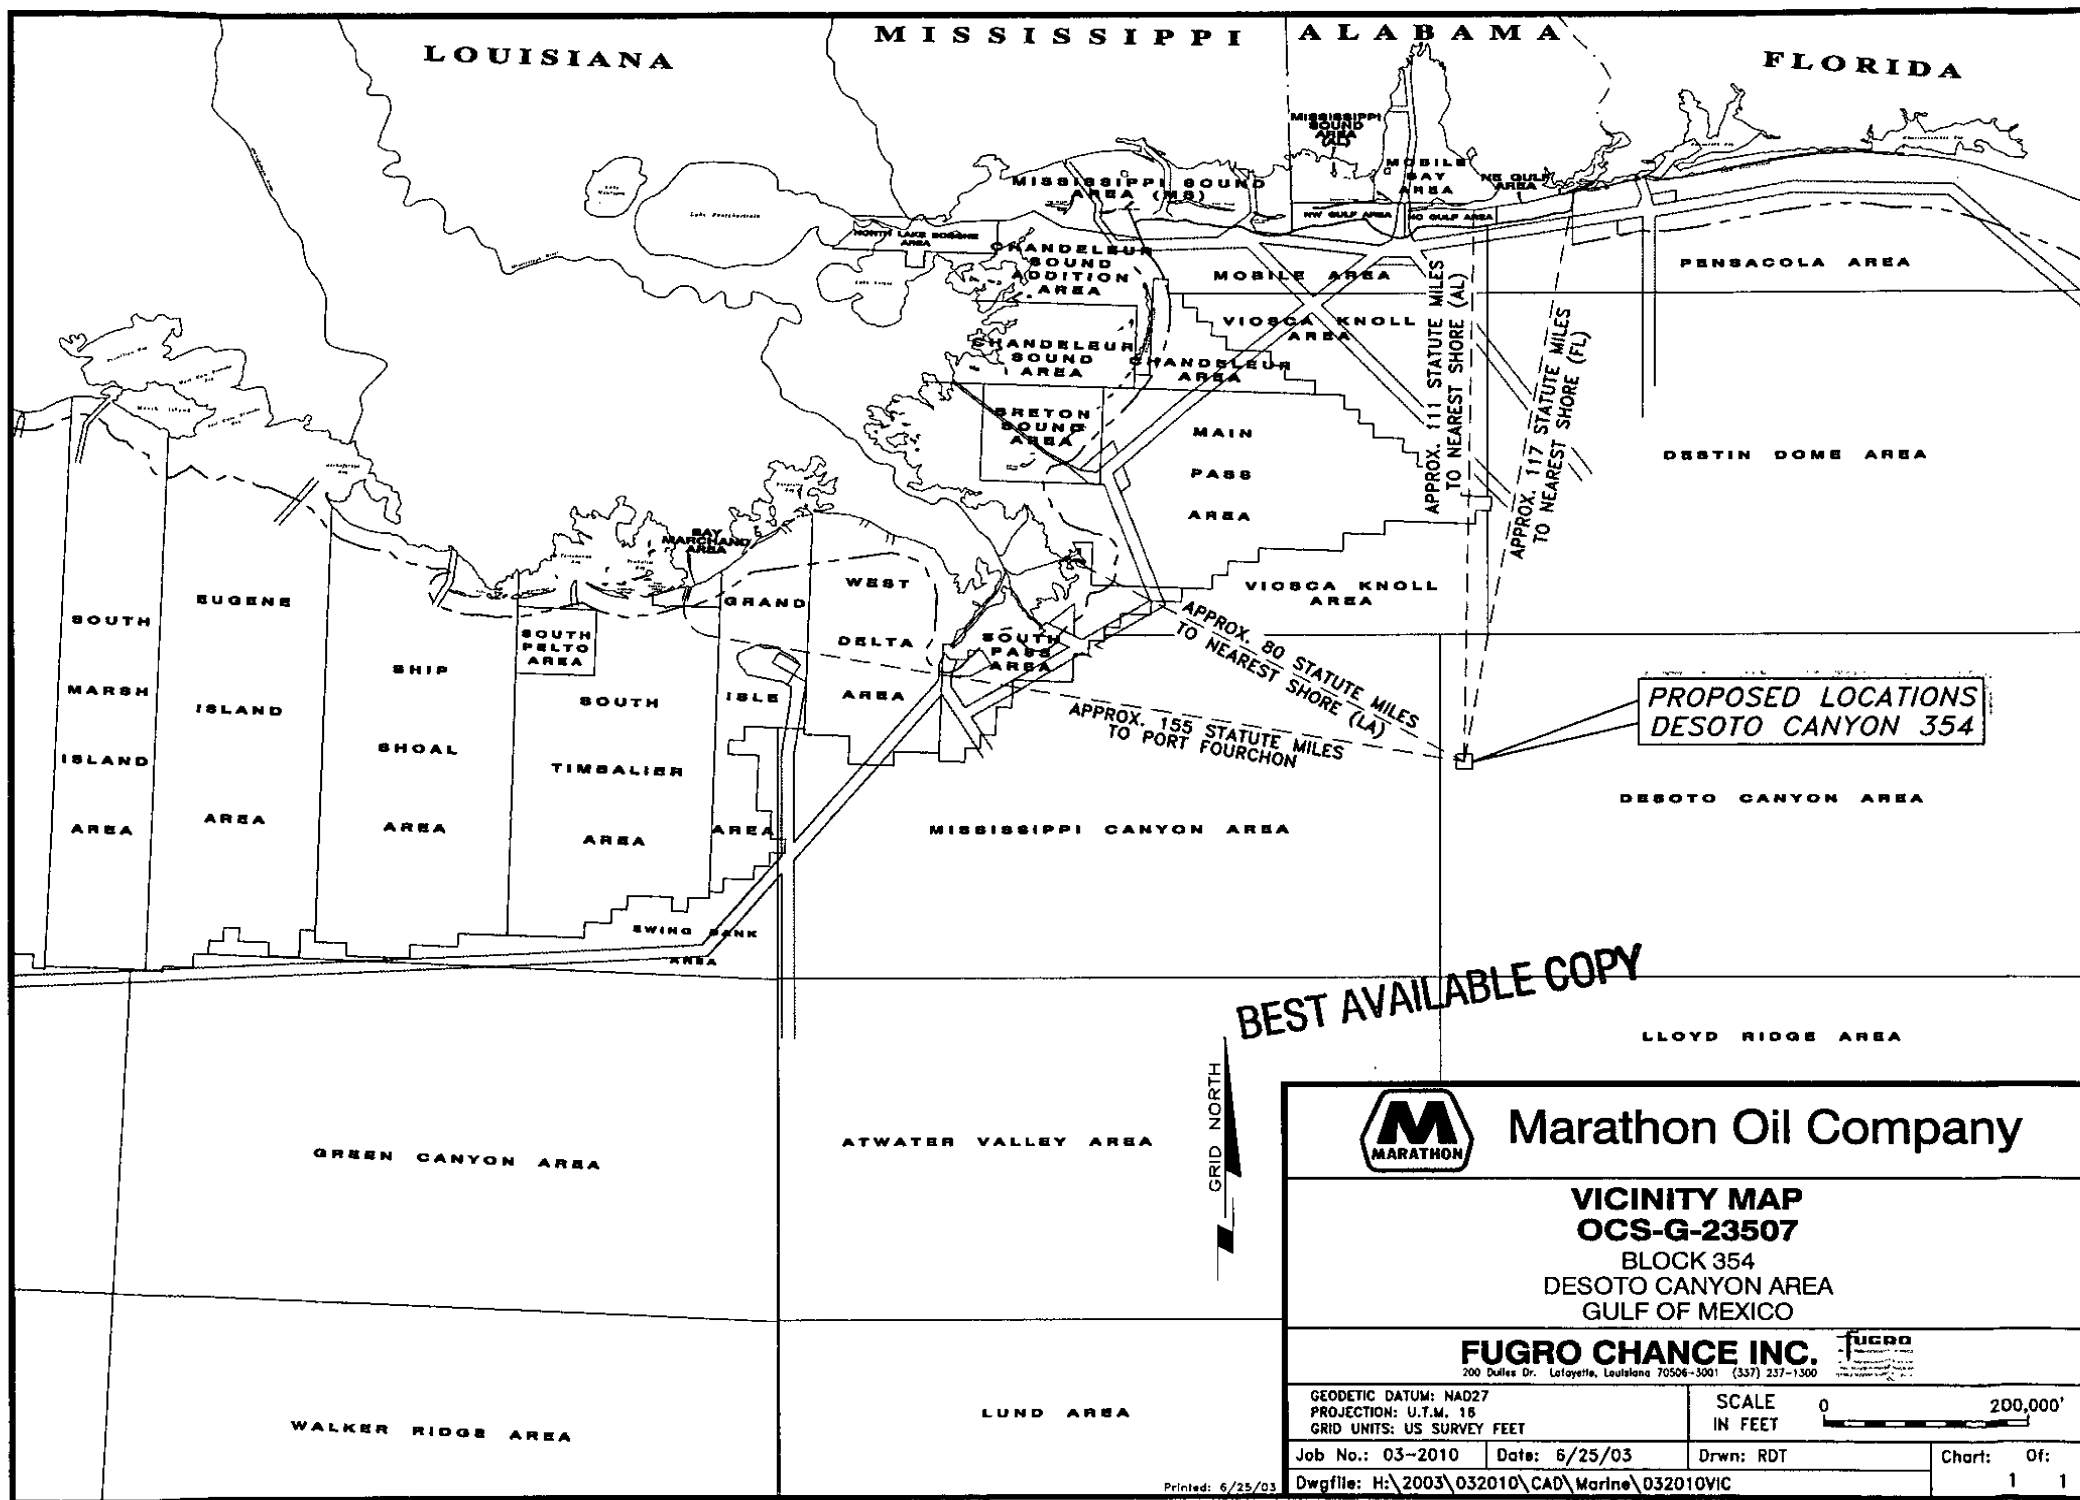 LOUISIANA
MISSISSIPPI
ALABAMA
FLORIDA
MISSISSIPPI
SOUND
AREA
(AL)
MOBILE
BAY
AREA
NE GULF
AREA
MISSISSIPPI SOUND
AREA (MS)
NW GULF AREA
NC GULF AREA
Lake Pontchartrain
NORTH LAKE BORGNE
AREA
CHANDELEUR
SOUND
ADDITION
AREA
MOBILE AREA
PENSACOLA AREA
VIOSCA KNOLL
AREA
CHANDELEUR
SOUND
AREA
CHANDELEUR
AREA
BRETON
SOUND
AREA
MAIN
PASS
AREA
APPROX. 111 STATUTE MILES
TO NEAREST SHORE (AL)
APPROX. 117 STATUTE MILES
TO NEAREST SHORE (FL)
DESTIN DOME AREA
BAY
MARCHAND
AREA
VIOSCA KNOLL
AREA
SOUTH
MARSH
ISLAND
AREA
EUGENE
ISLAND
AREA
SHIP
SHOAL
AREA
SOUTH
PELTO
AREA
SOUTH
TIMBALIER
AREA
GRAND
ISLE
AREA
WEST
DELTA
AREA
SOUTH
PASS
AREA
APPROX. 80 STATUTE MILES
TO NEAREST SHORE (LA)
APPROX. 155 STATUTE MILES
TO PORT FOURCHON
PROPOSED LOCATIONS
DESOTO CANYON 354
DESOTO CANYON AREA
MISSISSIPPI CANYON AREA
EWING BANK
AREA
BEST AVAILABLE COPY
LLOYD RIDGE AREA
GREEN CANYON AREA
ATWATER VALLEY AREA
GRID NORTH
WALKER RIDGE AREA
LUND AREA
Printed: 6/25/03
M
MARATHON
Marathon Oil Company
VICINITY MAP
OCS-G-23507
BLOCK 354
DESOTO CANYON AREA
GULF OF MEXICO
FUGRO CHANCE INC.
200 Dulles Dr. Lafayette, Louisiana 70506-3001 (337) 237-1300
FUGRO
GEODETIC DATUM: NAD27
PROJECTION: U.T.M. 16
GRID UNITS: US SURVEY FEET
SCALE
IN FEET
0 200,000'
Job No.: 03-2010
Date: 6/25/03
Drwn: RDT
Chart: Of:
1 1
Dwgfile: H:\2003\032010\CAD\Marine\032010VIC